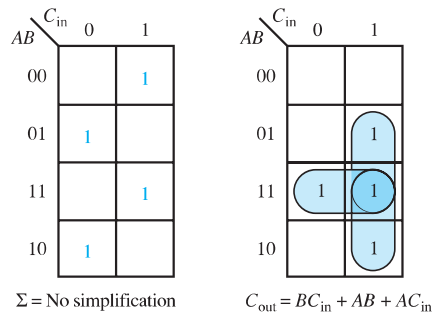 C_in
AB 0 1
00 1
01 1
11 1
10 1
Σ = No simplification
C_in
AB 0 1
00
01 1
11 1 1
10 1
C_out = BC_in + AB + AC_in